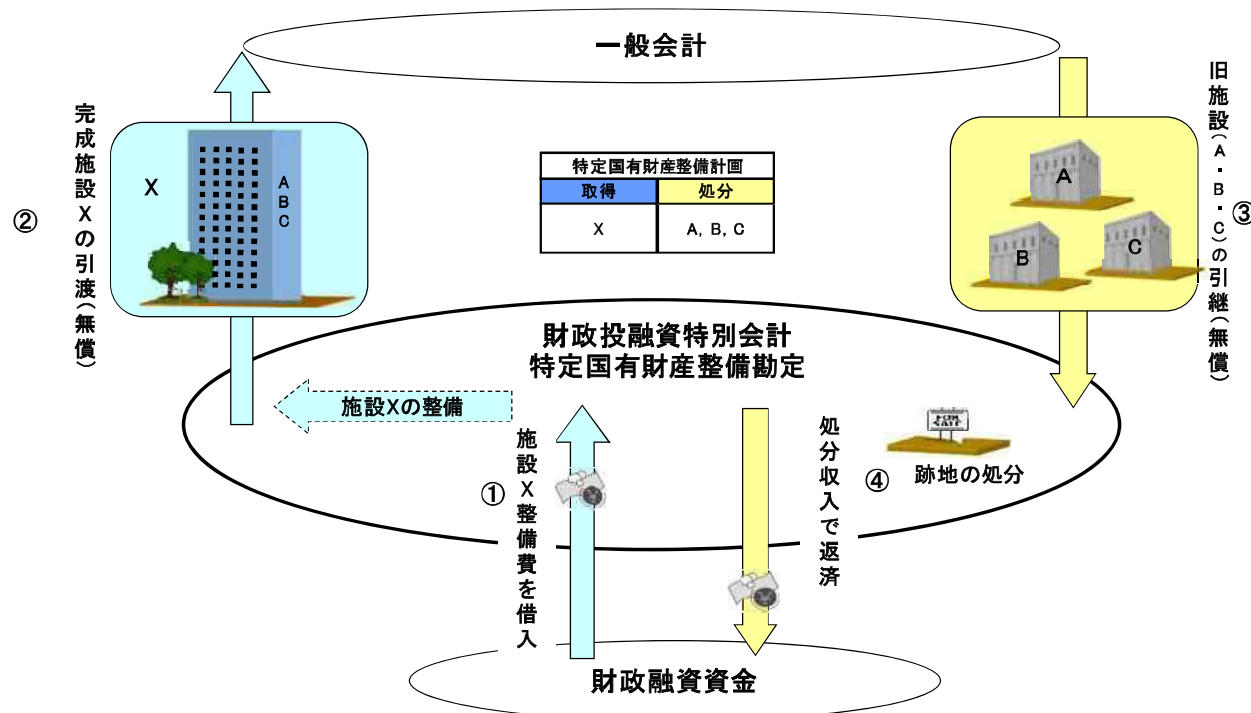 一般会計
② 完成施設Xの引渡(無償)
X
ABC
特定国有財産整備計画
取得 処分
X A, B, C
A
B
C
旧施設(A・B・C)の引継(無償)
③
財政投融資特別会計
特定国有財産整備勘定
施設Xの整備
① 施設X整備費を借入
処分収入で返済
④ 跡地の処分
財政融資資金